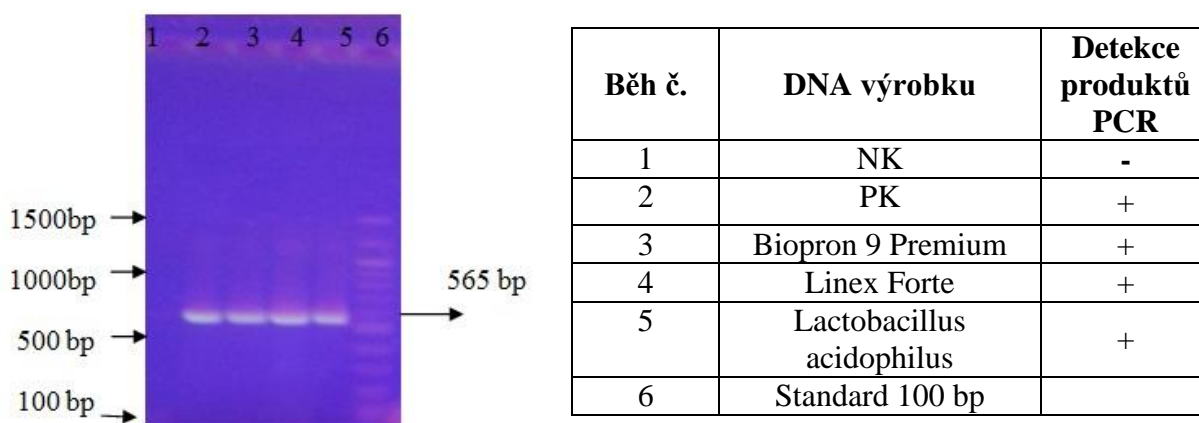 1 2 3 4 5 6
1500bp
1000bp
500 bp
100 bp
565 bp
Běh č. DNA výrobku Detekce produktů PCR
1 NK -
2 PK +
3 Biopron 9 Premium +
4 Linex Forte +
5 Lactobacillus acidophilus +
6 Standard 100 bp